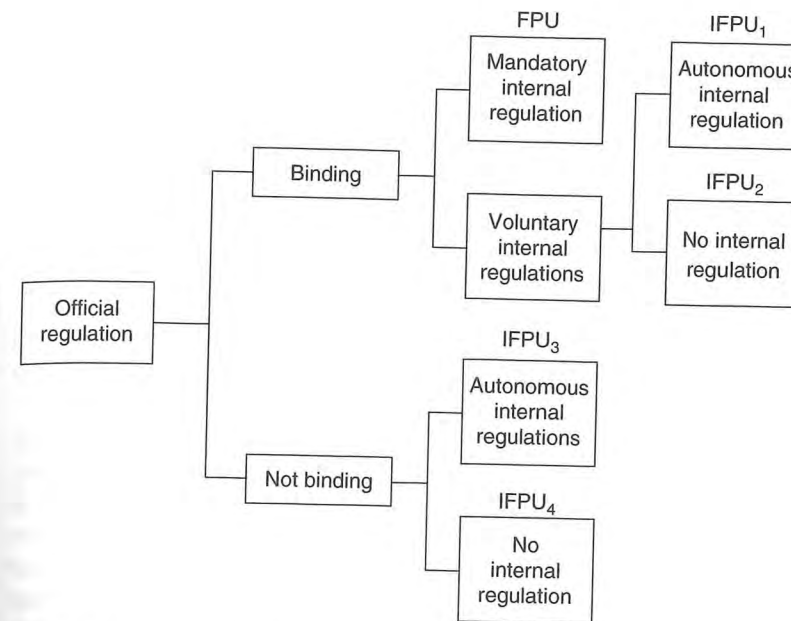 FPU
Mandatory
internal
regulation
IFPU₁
Autonomous
internal
regulation
Binding
Voluntary
internal
regulations
IFPU₂
No internal
regulation
Official
regulation
IFPU₃
Autonomous
internal
regulations
Not binding
IFPU₄
No
internal
regulation